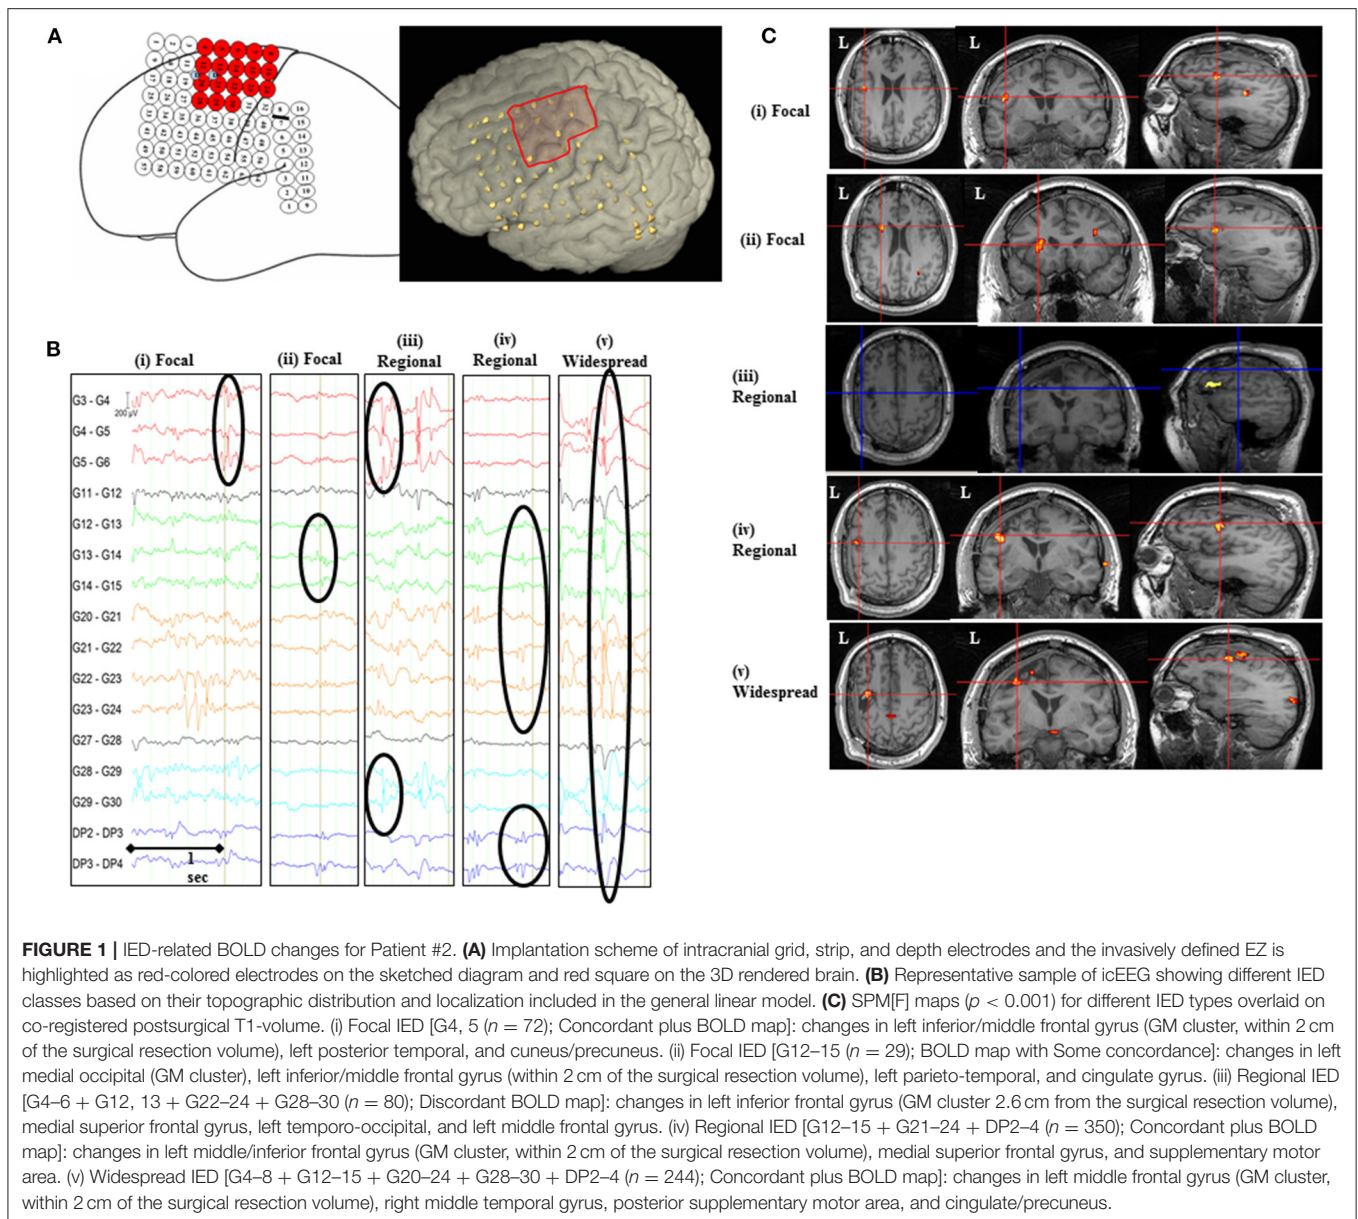 A
C
L
L
(i) Focal
L
L
(ii) Focal
B
(i) Focal
(ii) Focal
(iii)
Regional
(iv)
Regional
(v)
Widespread
G3 - G4
200 µV
G4 - G5
G5 - G6
G11 - G12
G12 - G13
G13 - G14
G14 - G15
G20 - G21
G21 - G22
G22 - G23
G23 - G24
G27 - G28
G28 - G29
G29 - G30
DP2 - DP3
DP3 - DP4
1
sec
(iii)
Regional
L
L
(iv)
Regional
L
L
(v)
Widespread
FIGURE 1 | IED-related BOLD changes for Patient #2. (A) Implantation scheme of intracranial grid, strip, and depth electrodes and the invasively defined EZ is
highlighted as red-colored electrodes on the sketched diagram and red square on the 3D rendered brain. (B) Representative sample of icEEG showing different IED
classes based on their topographic distribution and localization included in the general linear model. (C) SPM[F] maps (p < 0.001) for different IED types overlaid on
co-registered postsurgical T1-volume. (i) Focal IED [G4, 5 (n = 72); Concordant plus BOLD map]: changes in left inferior/middle frontal gyrus (GM cluster, within 2 cm
of the surgical resection volume), left posterior temporal, and cuneus/precuneus. (ii) Focal IED [G12–15 (n = 29); BOLD map with Some concordance]: changes in left
medial occipital (GM cluster), left inferior/middle frontal gyrus (within 2 cm of the surgical resection volume), left parieto-temporal, and cingulate gyrus. (iii) Regional IED
[G4–6 + G12, 13 + G22–24 + G28–30 (n = 80); Discordant BOLD map]: changes in left inferior frontal gyrus (GM cluster 2.6 cm from the surgical resection volume),
medial superior frontal gyrus, left temporo-occipital, and left middle frontal gyrus. (iv) Regional IED [G12–15 + G21–24 + DP2–4 (n = 350); Concordant plus BOLD
map]: changes in left middle/inferior frontal gyrus (GM cluster, within 2 cm of the surgical resection volume), medial superior frontal gyrus, and supplementary motor
area. (v) Widespread IED [G4–8 + G12–15 + G20–24 + G28–30 + DP2–4 (n = 244); Concordant plus BOLD map]: changes in left middle frontal gyrus (GM cluster,
within 2 cm of the surgical resection volume), right middle temporal gyrus, posterior supplementary motor area, and cingulate/precuneus.